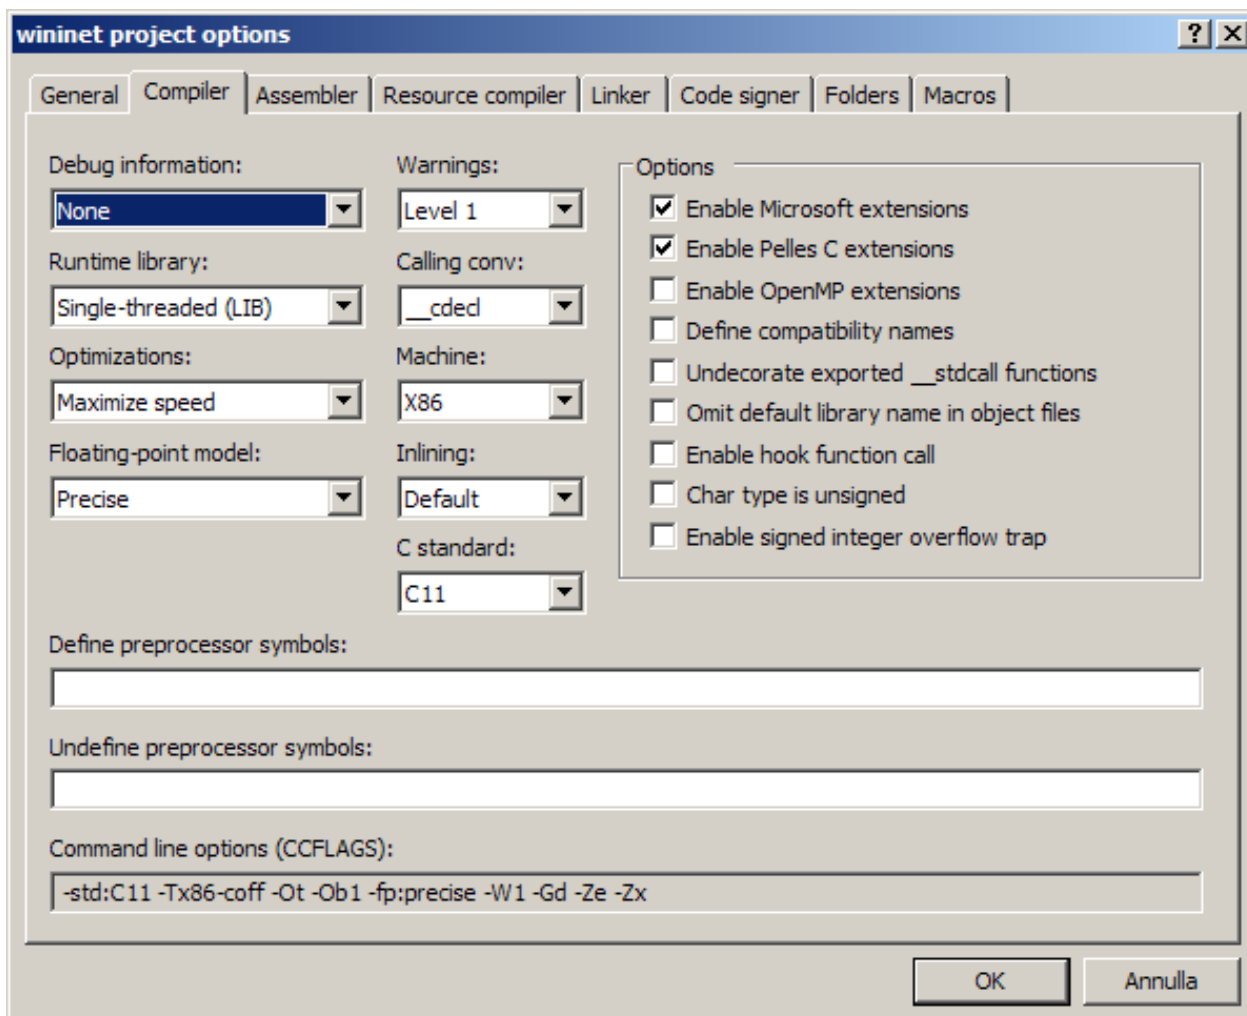 wininet project options
General Compiler Assembler Resource compiler Linker Code signer Folders Macros
Debug information:
None
Runtime library:
Single-threaded (LIB)
Optimizations:
Maximize speed
Floating-point model:
Precise
Warnings:
Level 1
Calling conv:
__cdecl
Machine:
X86
Inlining:
Default
C standard:
C11
Options
Enable Microsoft extensions
Enable Pelles C extensions
Enable OpenMP extensions
Define compatibility names
Undecorate exported __stdcall functions
Omit default library name in object files
Enable hook function call
Char type is unsigned
Enable signed integer overflow trap
Define preprocessor symbols:
Undefine preprocessor symbols:
Command line options (CCFLAGS):
-std:C11 -Tx86-coff -Ot -Ob1 -fp:precise -W1 -Gd -Ze -Zx
OK Annulla